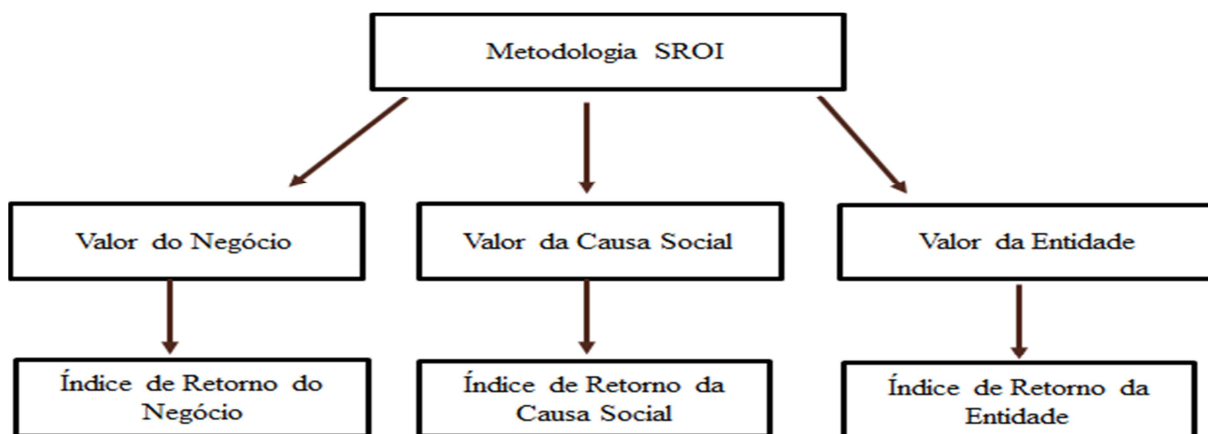 Metodologia SROI
Valor do Negócio
Valor da Causa Social
Valor da Entidade
Índice de Retorno do
Negócio
Índice de Retorno da
Causa Social
Índice de Retorno da
Entidade